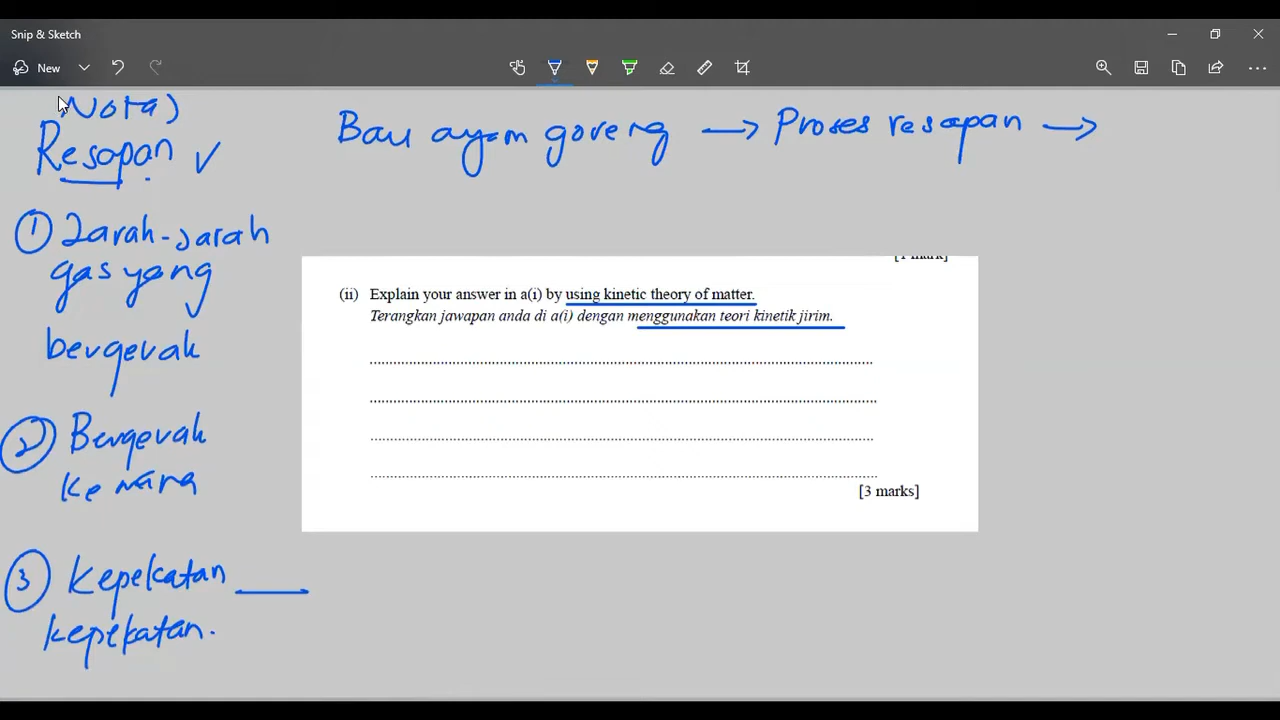 Snip & Sketch
New
(Nota)
Resapan ✓
Bau ayam goreng → Proses resapan →
① Zarah-zarah
gas yang
bergerak
② Bergerak
ke mana
③ Kepekatan ___
kepekatan.
[1 mark]
(ii) Explain your answer in a(i) by using kinetic theory of matter.
Terangkan jawapan anda di a(i) dengan menggunakan teori kinetik jirim.
[3 marks]